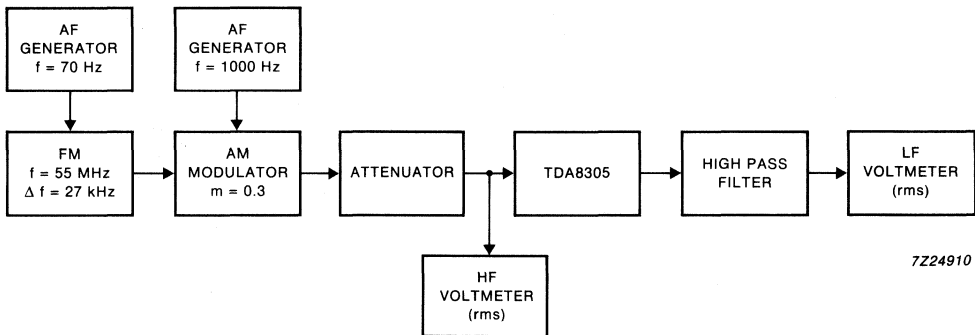 AF
GENERATOR
f = 70 Hz
AF
GENERATOR
f = 1000 Hz
FM
f = 55 MHz
Δ f = 27 kHz
AM
MODULATOR
m = 0.3
ATTENUATOR
TDA8305
HIGH PASS
FILTER
LF
VOLTMETER
(rms)
HF
VOLTMETER
(rms)
7Z24910